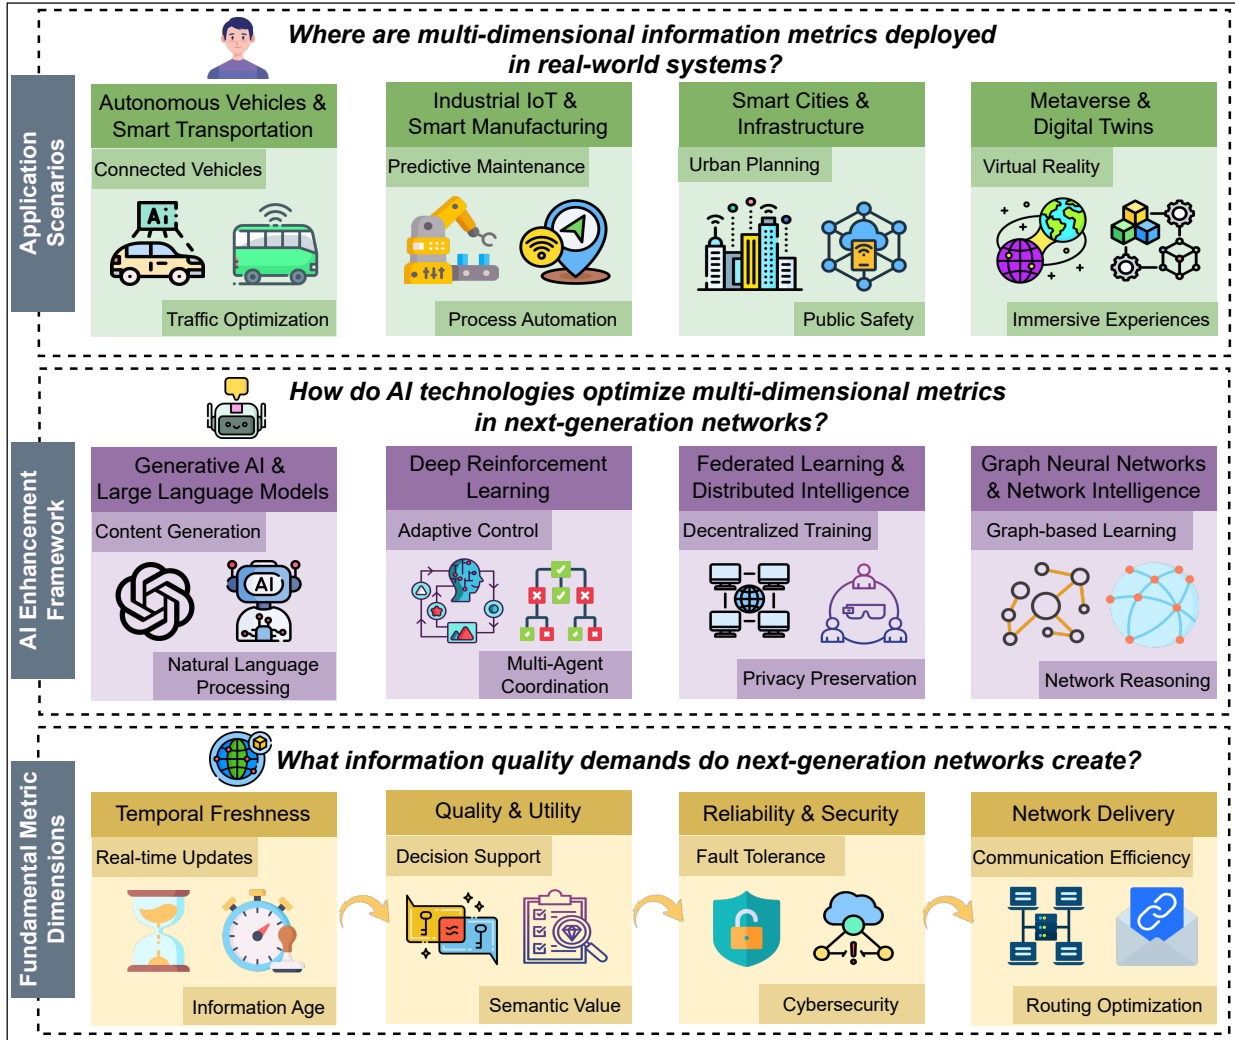 Where are multi-dimensional information metrics deployed
in real-world systems?
Application
Scenarios
Autonomous Vehicles &
Smart Transportation
Connected Vehicles
Ai
Traffic Optimization
Industrial IoT &
Smart Manufacturing
Predictive Maintenance
Process Automation
Smart Cities &
Infrastructure
Urban Planning
Public Safety
Metaverse &
Digital Twins
Virtual Reality
Immersive Experiences
How do AI technologies optimize multi-dimensional metrics
in next-generation networks?
AI Enhancement
Framework
Generative AI &
Large Language Models
Content Generation
AI
Natural Language
Processing
Deep Reinforcement
Learning
Adaptive Control
Multi-Agent
Coordination
Federated Learning &
Distributed Intelligence
Decentralized Training
Privacy Preservation
Graph Neural Networks
& Network Intelligence
Graph-based Learning
Network Reasoning
What information quality demands do next-generation networks create?
Fundamental Metric
Dimensions
Temporal Freshness
Real-time Updates
Information Age
Quality & Utility
Decision Support
Semantic Value
Reliability & Security
Fault Tolerance
Cybersecurity
Network Delivery
Communication Efficiency
Routing Optimization